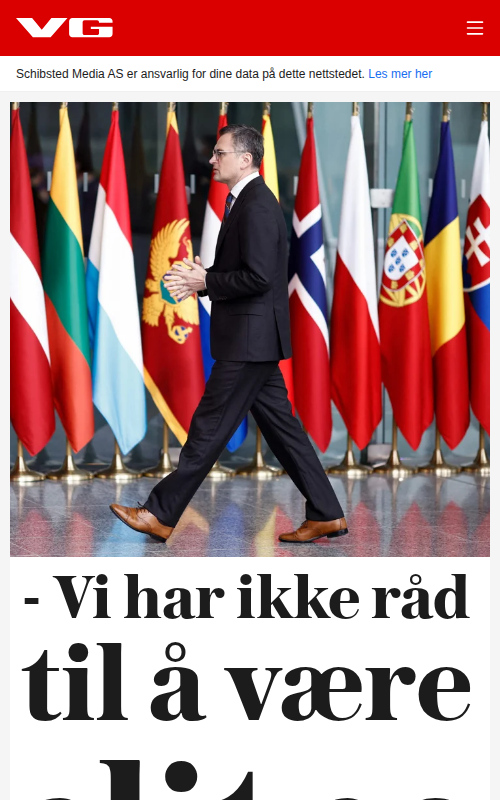 VG
Schibsted Media AS er ansvarlig for dine data på dette nettstedet. Les mer her
- Vi har ikke råd
til å være